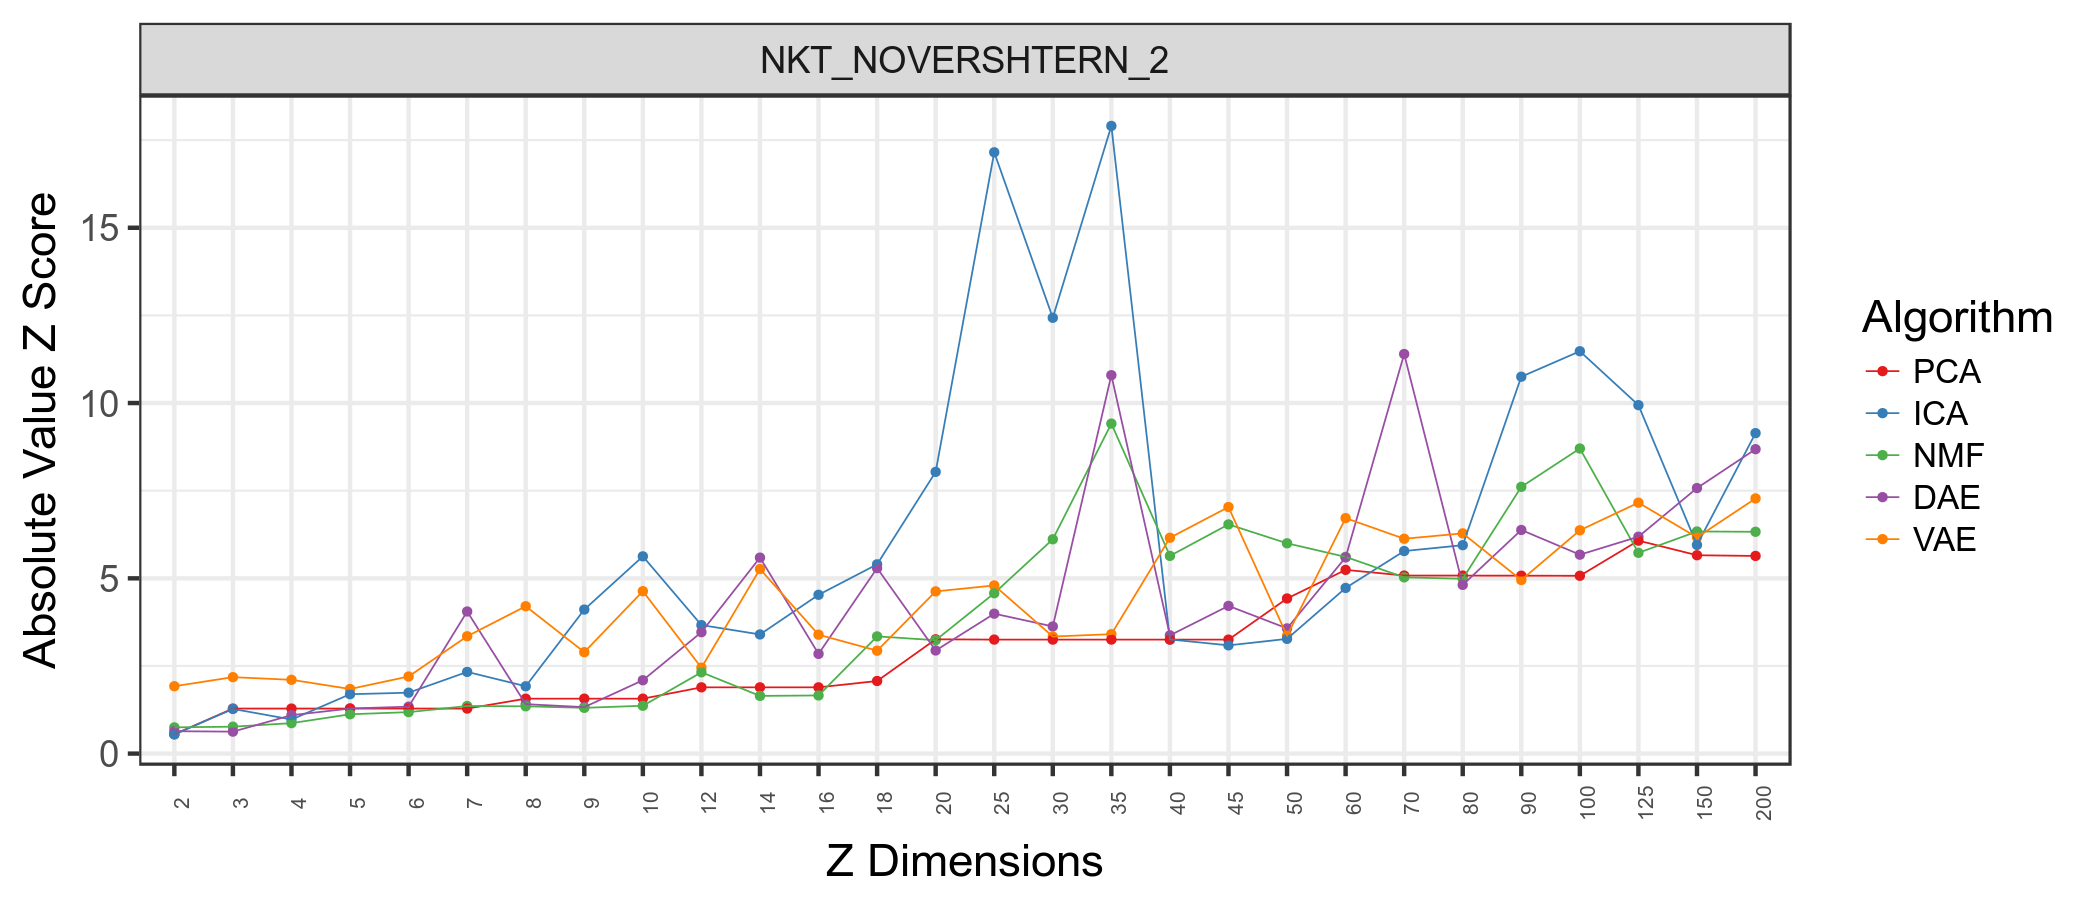 NKT_NOVERSHTERN_2
Absolute Value Z Score
15
10
5
0
2 3 4 5 6 7 8 9 10 12 14 16 18 20 25 30 35 40 45 50 60 70 80 90 100 125 150 200
Z Dimensions
Algorithm
PCA
ICA
NMF
DAE
VAE